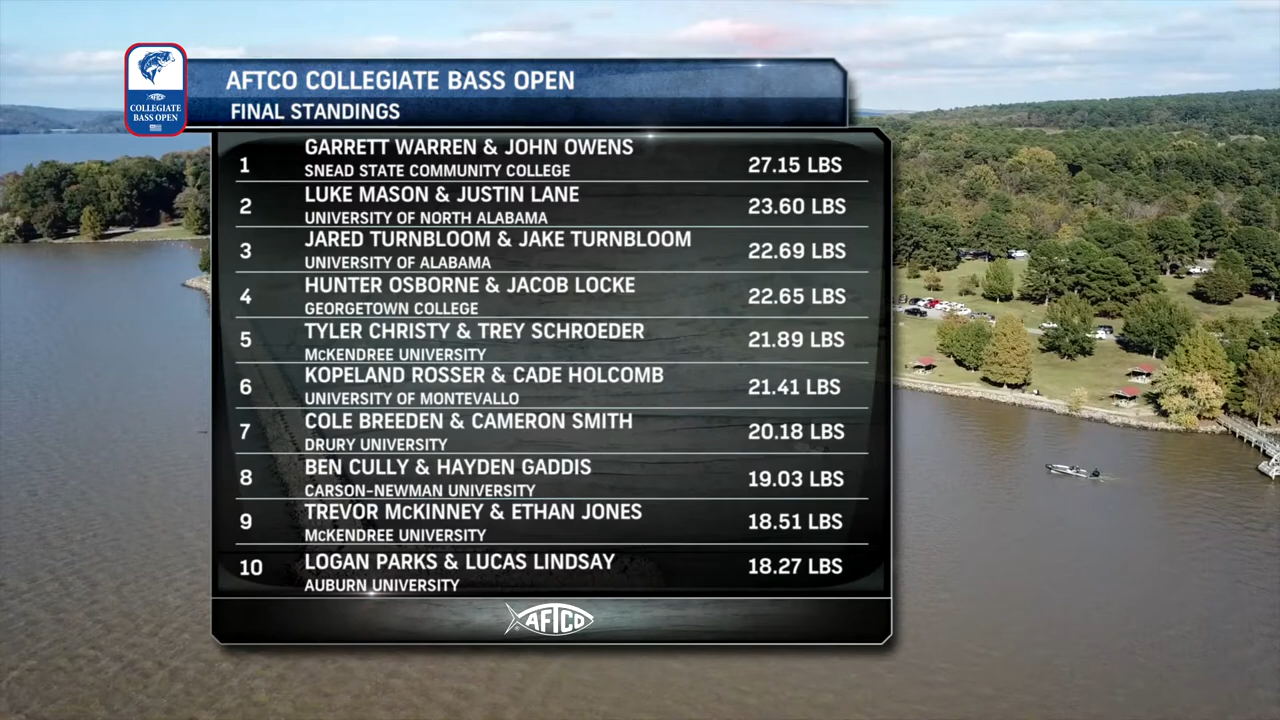 AFTCO
COLLEGIATE
BASS OPEN
AFTCO COLLEGIATE BASS OPEN
FINAL STANDINGS
1 GARRETT WARREN & JOHN OWENS 27.15 LBS
SNEAD STATE COMMUNITY COLLEGE
2 LUKE MASON & JUSTIN LANE 23.60 LBS
UNIVERSITY OF NORTH ALABAMA
3 JARED TURNBLOOM & JAKE TURNBLOOM 22.69 LBS
UNIVERSITY OF ALABAMA
4 HUNTER OSBORNE & JACOB LOCKE 22.65 LBS
GEORGETOWN COLLEGE
5 TYLER CHRISTY & TREY SCHROEDER 21.89 LBS
McKENDREE UNIVERSITY
6 KOPELAND ROSSER & CADE HOLCOMB 21.41 LBS
UNIVERSITY OF MONTEVALLO
7 COLE BREEDEN & CAMERON SMITH 20.18 LBS
DRURY UNIVERSITY
8 BEN CULLY & HAYDEN GADDIS 19.03 LBS
CARSON-NEWMAN UNIVERSITY
9 TREVOR McKINNEY & ETHAN JONES 18.51 LBS
McKENDREE UNIVERSITY
10 LOGAN PARKS & LUCAS LINDSAY 18.27 LBS
AUBURN UNIVERSITY
AFTCO